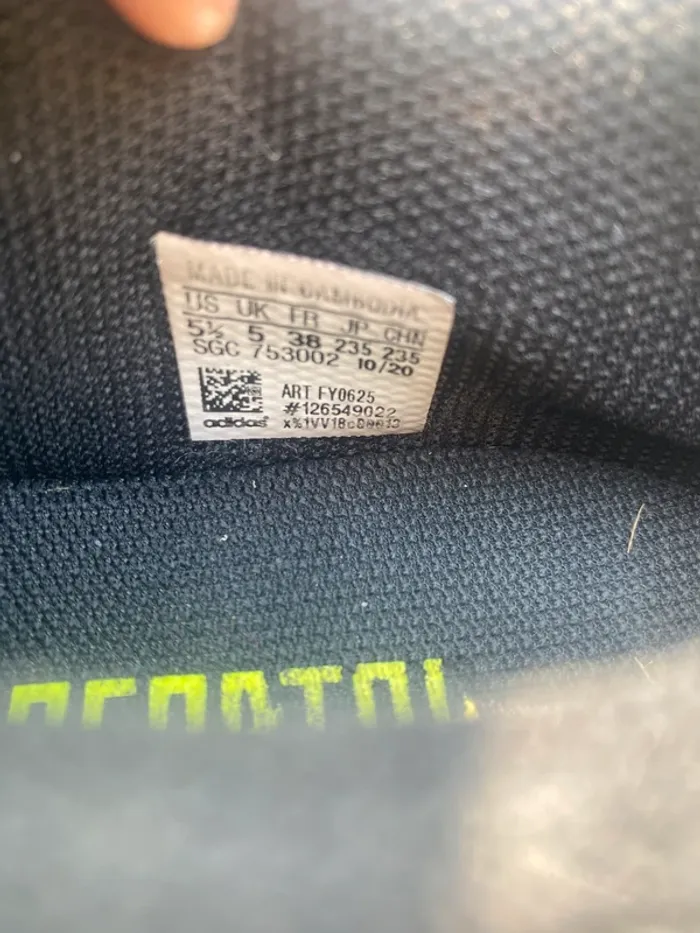 MADE IN CAMBODIA
US UK FR JP CHN
5½ 5 38 235 235
SGC 753002 10/20
ART FY0625
#126549022
adidas
PREDATOR